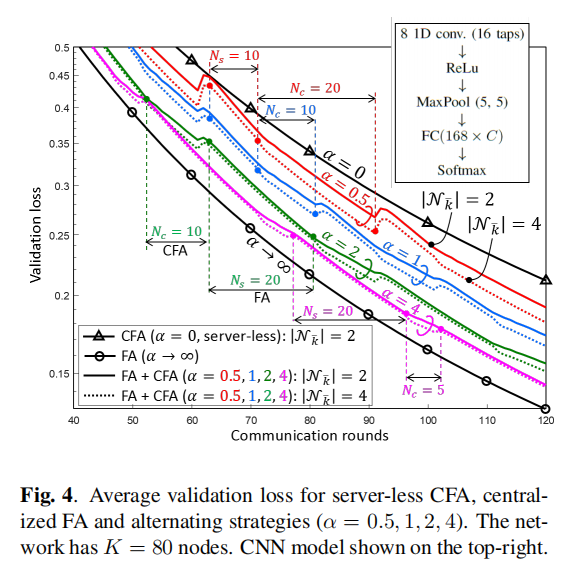 8 1D conv. (16 taps)
↓
ReLu
↓
MaxPool (5, 5)
↓
FC(168 × C)
↓
Softmax
0.5
0.45
0.4
0.35
0.3
0.25
0.2
0.15
Validation loss
N_s = 10
N_c = 20
N_c = 10
α = 0
α = 0.5
|𝒩_k̄| = 2
|𝒩_k̄| = 4
N_c = 10
CFA
α → ∞
α = 2
α = 1
N_s = 20
FA
N_s = 20
α = 4
N_c = 5
CFA (α = 0, server-less): |𝒩_k̄| = 2
FA (α → ∞)
FA + CFA (α = 0.5, 1, 2, 4): |𝒩_k̄| = 2
FA + CFA (α = 0.5, 1, 2, 4): |𝒩_k̄| = 4
40 50 60 70 80 90 100 110 120
Communication rounds
Fig. 4. Average validation loss for server-less CFA, central-
ized FA and alternating strategies (α = 0.5, 1, 2, 4). The net-
work has K = 80 nodes. CNN model shown on the top-right.